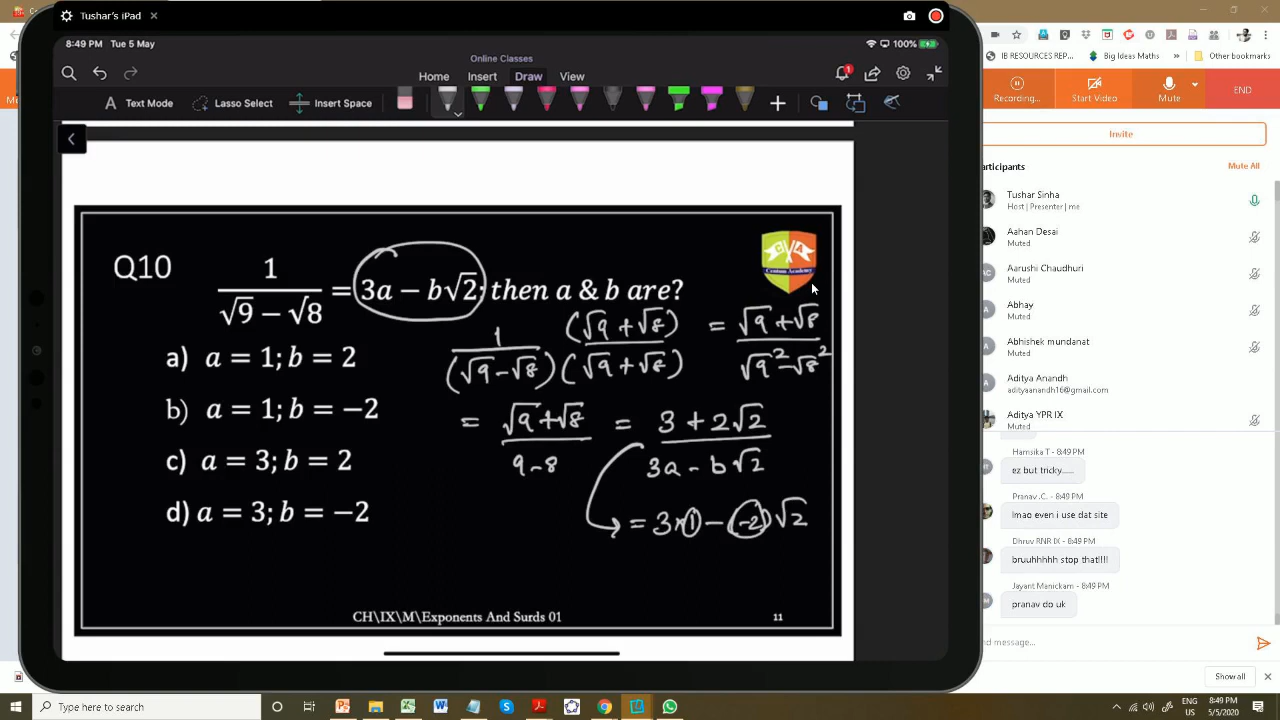 Tushar's iPad
8:49 PM Tue 5 May
100%
Online Classes
Home Insert Draw View
1
A Text Mode Lasso Select Insert Space
Q10
1
√9 − √8
= 3a − b√2; then a & b are?
a) a = 1; b = 2
b) a = 1; b = −2
c) a = 3; b = 2
d) a = 3; b = −2
1 (√9 + √8) = √9 + √8
(√9 − √8) (√9 + √8) √9² − √8²
= √9 + √8 = 3 + 2√2
9 − 8 3a − b√2
= 3×1 − (−2)√2
CVA
Centum Academy
CH\IX\M\Exponents And Surds 01
11
IB RESOURCES REP... Big Ideas Maths » Other bookmarks
Recording... Start Video Mute END
Invite
articipants
Mute All
Tushar Sinha
Host | Presenter | me
Aahan Desai
Muted
AC Aarushi Chaudhuri
Muted
A Abhay
Muted
AM Abhishek mundanat
Muted
A Aditya Anandh
adityaanandh16@gmail.com
Aditya YPR IX
Muted
Hamsika T - 8:49 PM
HT ez but tricky.....
Pranav .C. - 8:49 PM
lmao even i use dat site
Dhruv RNR IX - 8:49 PM
bruuhhhhh stop that!!!!
Jayant Manickam - 8:49 PM
pranav do uk
nd message...
Show all
Type here to search
ENG
US
8:49 PM
5/5/2020